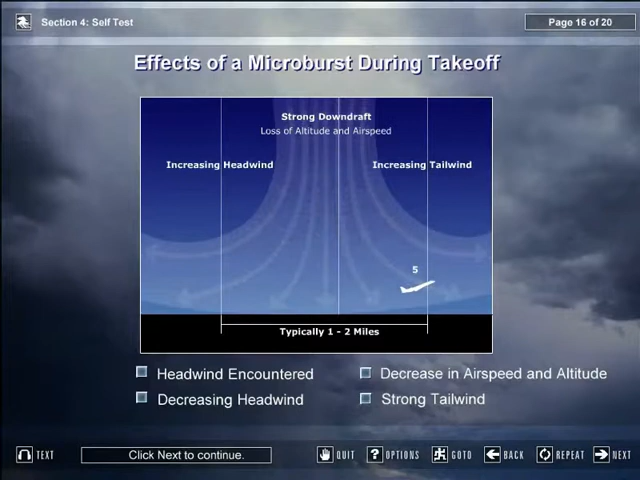 Section 4: Self Test
Page 16 of 20
Effects of a Microburst During Takeoff
Strong Downdraft
Loss of Altitude and Airspeed
Increasing Headwind
Increasing Tailwind
5
Typically 1 - 2 Miles
Headwind Encountered
Decrease in Airspeed and Altitude
Decreasing Headwind
Strong Tailwind
TEXT
Click Next to continue.
QUIT
? OPTIONS
GOTO
BACK
REPEAT
NEXT